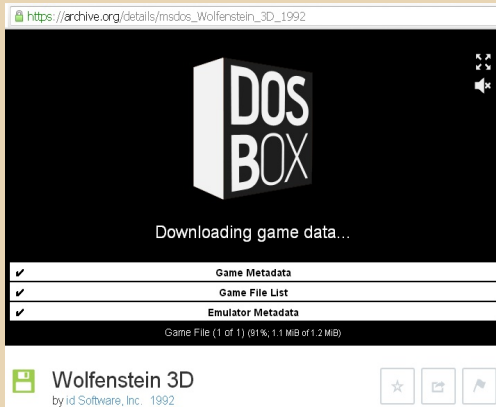 https://archive.org/details/msdos_Wolfenstein_3D_1992
DOS
BOX
Downloading game data...
✔ Game Metadata
✔ Game File List
✔ Emulator Metadata
Game File (1 of 1) (91%; 1.1 MiB of 1.2 MiB)
Wolfenstein 3D
by id Software, Inc. 1992